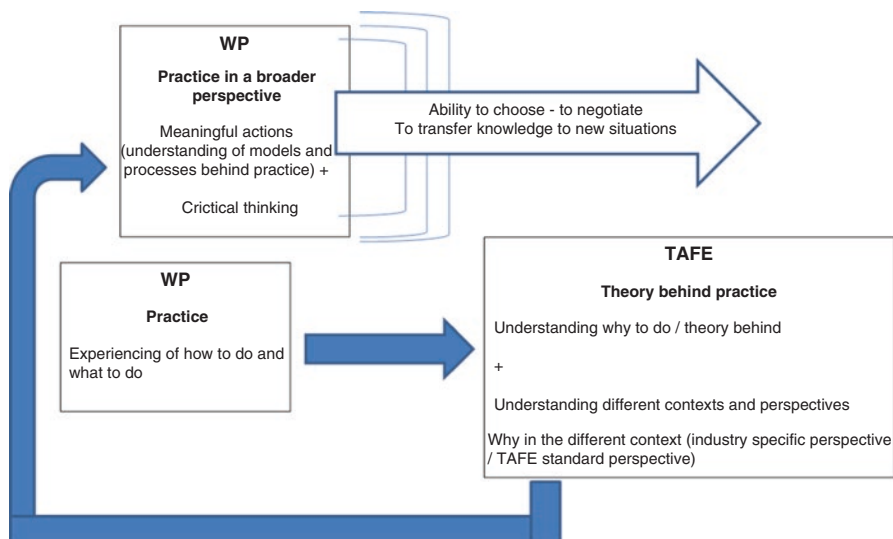 WP
Practice in a broader
perspective
Meaningful actions
(understanding of models and
processes behind practice) +
Crictical thinking
Ability to choose - to negotiate
To transfer knowledge to new situations
WP
Practice
Experiencing of how to do and
what to do
TAFE
Theory behind practice
Understanding why to do / theory behind
+
Understanding different contexts and perspectives
Why in the different context (industry specific perspective
/ TAFE standard perspective)